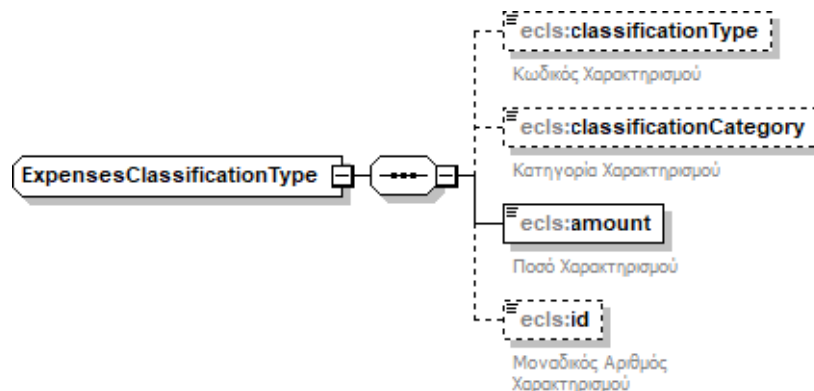 ecls:classificationType
Κωδικός Χαρακτηρισμού
ecls:classificationCategory
Κατηγορία Χαρακτηρισμού
ExpensesClassificationType
ecls:amount
Ποσό Χαρακτηρισμού
ecls:id
Μοναδικός Αριθμός
Χαρακτηρισμού